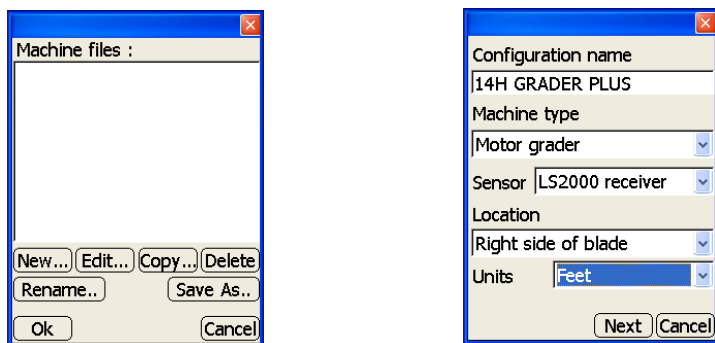 Machine files :
New... Edit... Copy... Delete
Rename.. Save As..
Ok Cancel
Configuration name
14H GRADER PLUS
Machine type
Motor grader
Sensor LS2000 receiver
Location
Right side of blade
Units Feet
Next Cancel